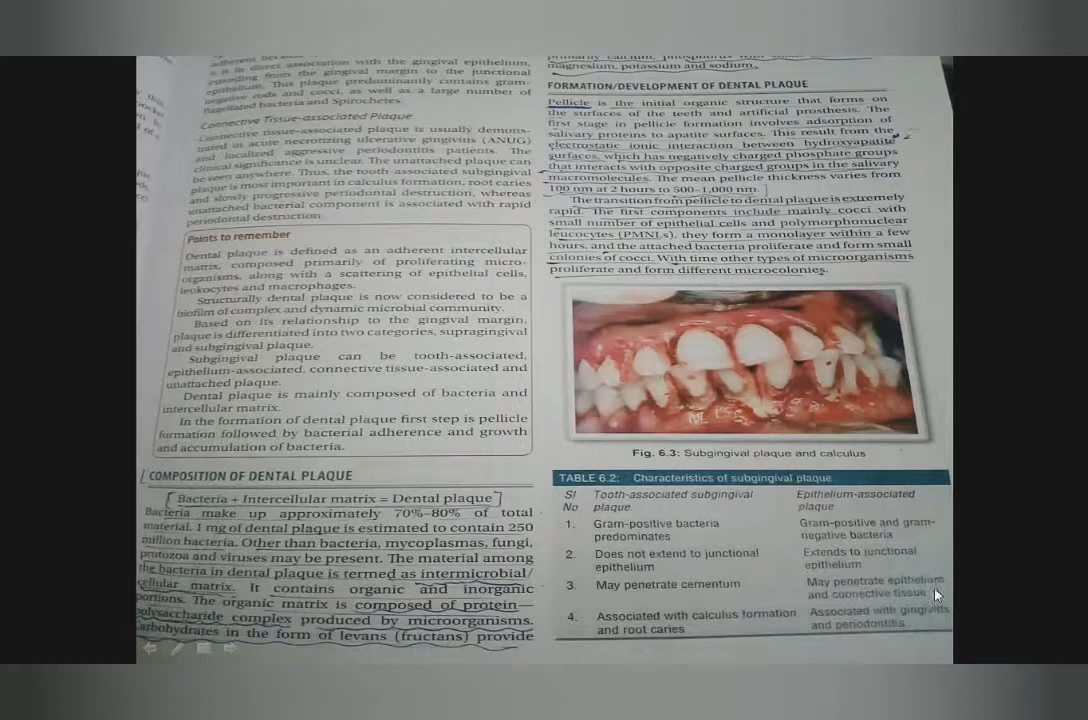 adherent
is in direct association with the gingival epithelium,
extending from the gingival margin to the junctional
epithelium. This plaque predominantly contains gram-
negative rods and cocci, as well as a large number of
flagellated bacteria and Spirochetes.
Connective Tissue-associated Plaque
Connective tissue-associated plaque is usually demons-
trated in acute necrotizing ulcerative gingivitis (ANUG)
and localized aggressive periodontitis patients. The
clinical significance is unclear. The unattached plaque can
be seen anywhere. Thus, the tooth-associated subgingival
plaque is most important in calculus formation, root caries
and slowly progressive periodontal destruction, whereas
unattached bacterial component is associated with rapid
periodontal destruction.
Points to remember
Dental plaque is defined as an adherent intercellular
matrix, composed primarily of proliferating micro-
organisms, along with a scattering of epithelial cells,
leukocytes and macrophages.
Structurally dental plaque is now considered to be a
biofilm of complex and dynamic microbial community.
Based on its relationship to the gingival margin,
plaque is differentiated into two categories, supragingival
and subgingival plaque.
Subgingival plaque can be tooth-associated,
epithelium-associated, connective tissue-associated and
unattached plaque.
Dental plaque is mainly composed of bacteria and
intercellular matrix.
In the formation of dental plaque first step is pellicle
formation followed by bacterial adherence and growth
and accumulation of bacteria.
COMPOSITION OF DENTAL PLAQUE
Bacteria + Intercellular matrix = Dental plaque
Bacteria make up approximately 70%–80% of total
material. 1 mg of dental plaque is estimated to contain 250
million bacteria. Other than bacteria, mycoplasmas, fungi,
protozoa and viruses may be present. The material among
the bacteria in dental plaque is termed as intermicrobial/
cellular matrix. It contains organic and inorganic
portions. The organic matrix is composed of protein—
polysaccharide complex produced by microorganisms.
Carbohydrates in the form of levans (fructans) provide
primarily calcium, phosphorus with
magnesium, potassium and sodium.
FORMATION/DEVELOPMENT OF DENTAL PLAQUE
Pellicle is the initial organic structure that forms on
the surfaces of the teeth and artificial prosthesis. The
first stage in pellicle formation involves adsorption of
salivary proteins to apatite surfaces. This result from the
electrostatic ionic interaction between hydroxyapatite
surfaces, which has negatively charged phosphate groups
that interacts with opposite charged groups in the salivary
macromolecules. The mean pellicle thickness varies from
100 nm at 2 hours to 500–1,000 nm.
The transition from pellicle to dental plaque is extremely
rapid. The first components include mainly cocci with
small number of epithelial cells and polymorphonuclear
leucocytes (PMNLs), they form a monolayer within a few
hours, and the attached bacteria proliferate and form small
colonies of cocci. With time other types of microorganisms
proliferate and form different microcolonies.
Fig. 6.3: Subgingival plaque and calculus
TABLE 6.2: Characteristics of subgingival plaque
Sl Tooth-associated subgingival Epithelium-associated
No plaque plaque
1. Gram-positive bacteria Gram-positive and gram-
predominates negative bacteria
2. Does not extend to junctional Extends to junctional
epithelium epithelium
3. May penetrate cementum May penetrate epithelium
and connective tissue
4. Associated with calculus formation Associated with gingivitis
and root caries and periodontitis